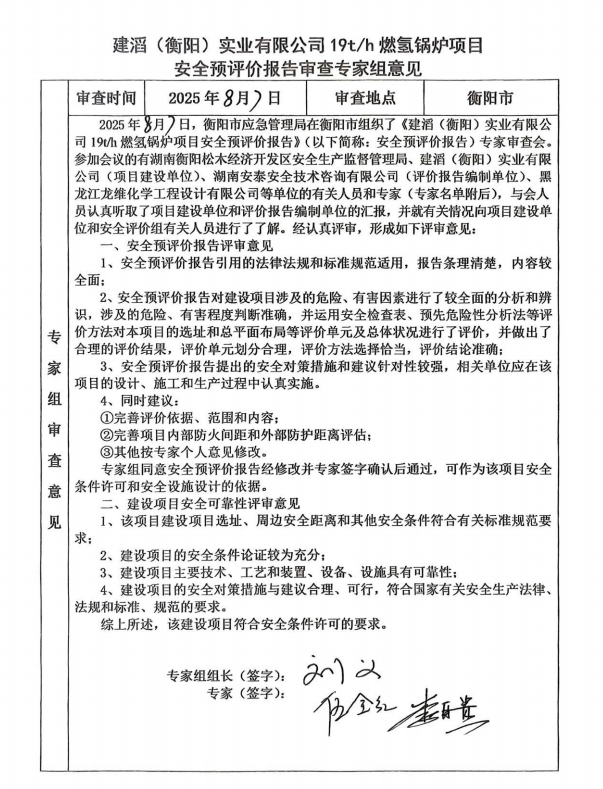 建滔（衡阳）实业有限公司19t/h燃氢锅炉项目
安全预评价报告审查专家组意见
审查时间 2025年8月7日 审查地点 衡阳市
专家组审查意见
2025年8月7日，衡阳市应急管理局在衡阳市组织了《建滔（衡阳）实业有限公
司19t/h燃氢锅炉项目安全预评价报告》（以下简称：安全预评价报告）专家审查会。
参加会议的有湖南衡阳松木经济开发区安全生产监督管理局、建滔（衡阳）实业有限
公司（项目建设单位）、湖南安泰安全技术咨询有限公司（评价报告编制单位）、黑
龙江龙维化学工程设计有限公司等单位的有关人员和专家（专家名单附后），与会人
员认真听取了项目建设单位和评价报告编制单位的汇报，并就有关情况向项目建设单
位和安全评价组有关人员进行了了解。经认真评审，形成如下评审意见：
一、安全预评价报告评审意见
1、安全预评价报告引用的法律法规和标准规范适用，报告条理清楚，内容较
全面；
2、安全预评价报告对建设项目涉及的危险、有害因素进行了较全面的分析和辨
识，涉及的危险、有害程度判断准确，并运用安全检查表、预先危险性分析法等评
价方法对本项目的选址和总平面布局等评价单元及总体状况进行了评价，并做出了
合理的评价结果，评价单元划分合理，评价方法选择恰当，评价结论准确；
3、安全预评价报告提出的安全对策措施和建议针对性较强，相关单位应在该
项目的设计、施工和生产过程中认真实施。
4、同时建议：
①完善评价依据、范围和内容；
②完善项目内部防火间距和外部防护距离评估；
③其他按专家个人意见修改。
专家组同意安全预评价报告经修改并专家签字确认后通过，可作为该项目安全
条件许可和安全设施设计的依据。
二、建设项目安全可靠性评审意见
1、该项目建设项目选址、周边安全距离和其他安全条件符合有关标准规范要
求；
2、建设项目的安全条件论证较为充分；
3、建设项目主要技术、工艺和装置、设备、设施具有可靠性；
4、建设项目的安全对策措施与建议合理、可行，符合国家有关安全生产法律、
法规和标准、规范的要求。
综上所述，该建设项目符合安全条件许可的要求。
专家组组长（签字）：刘义
专家（签字）：
伍全红